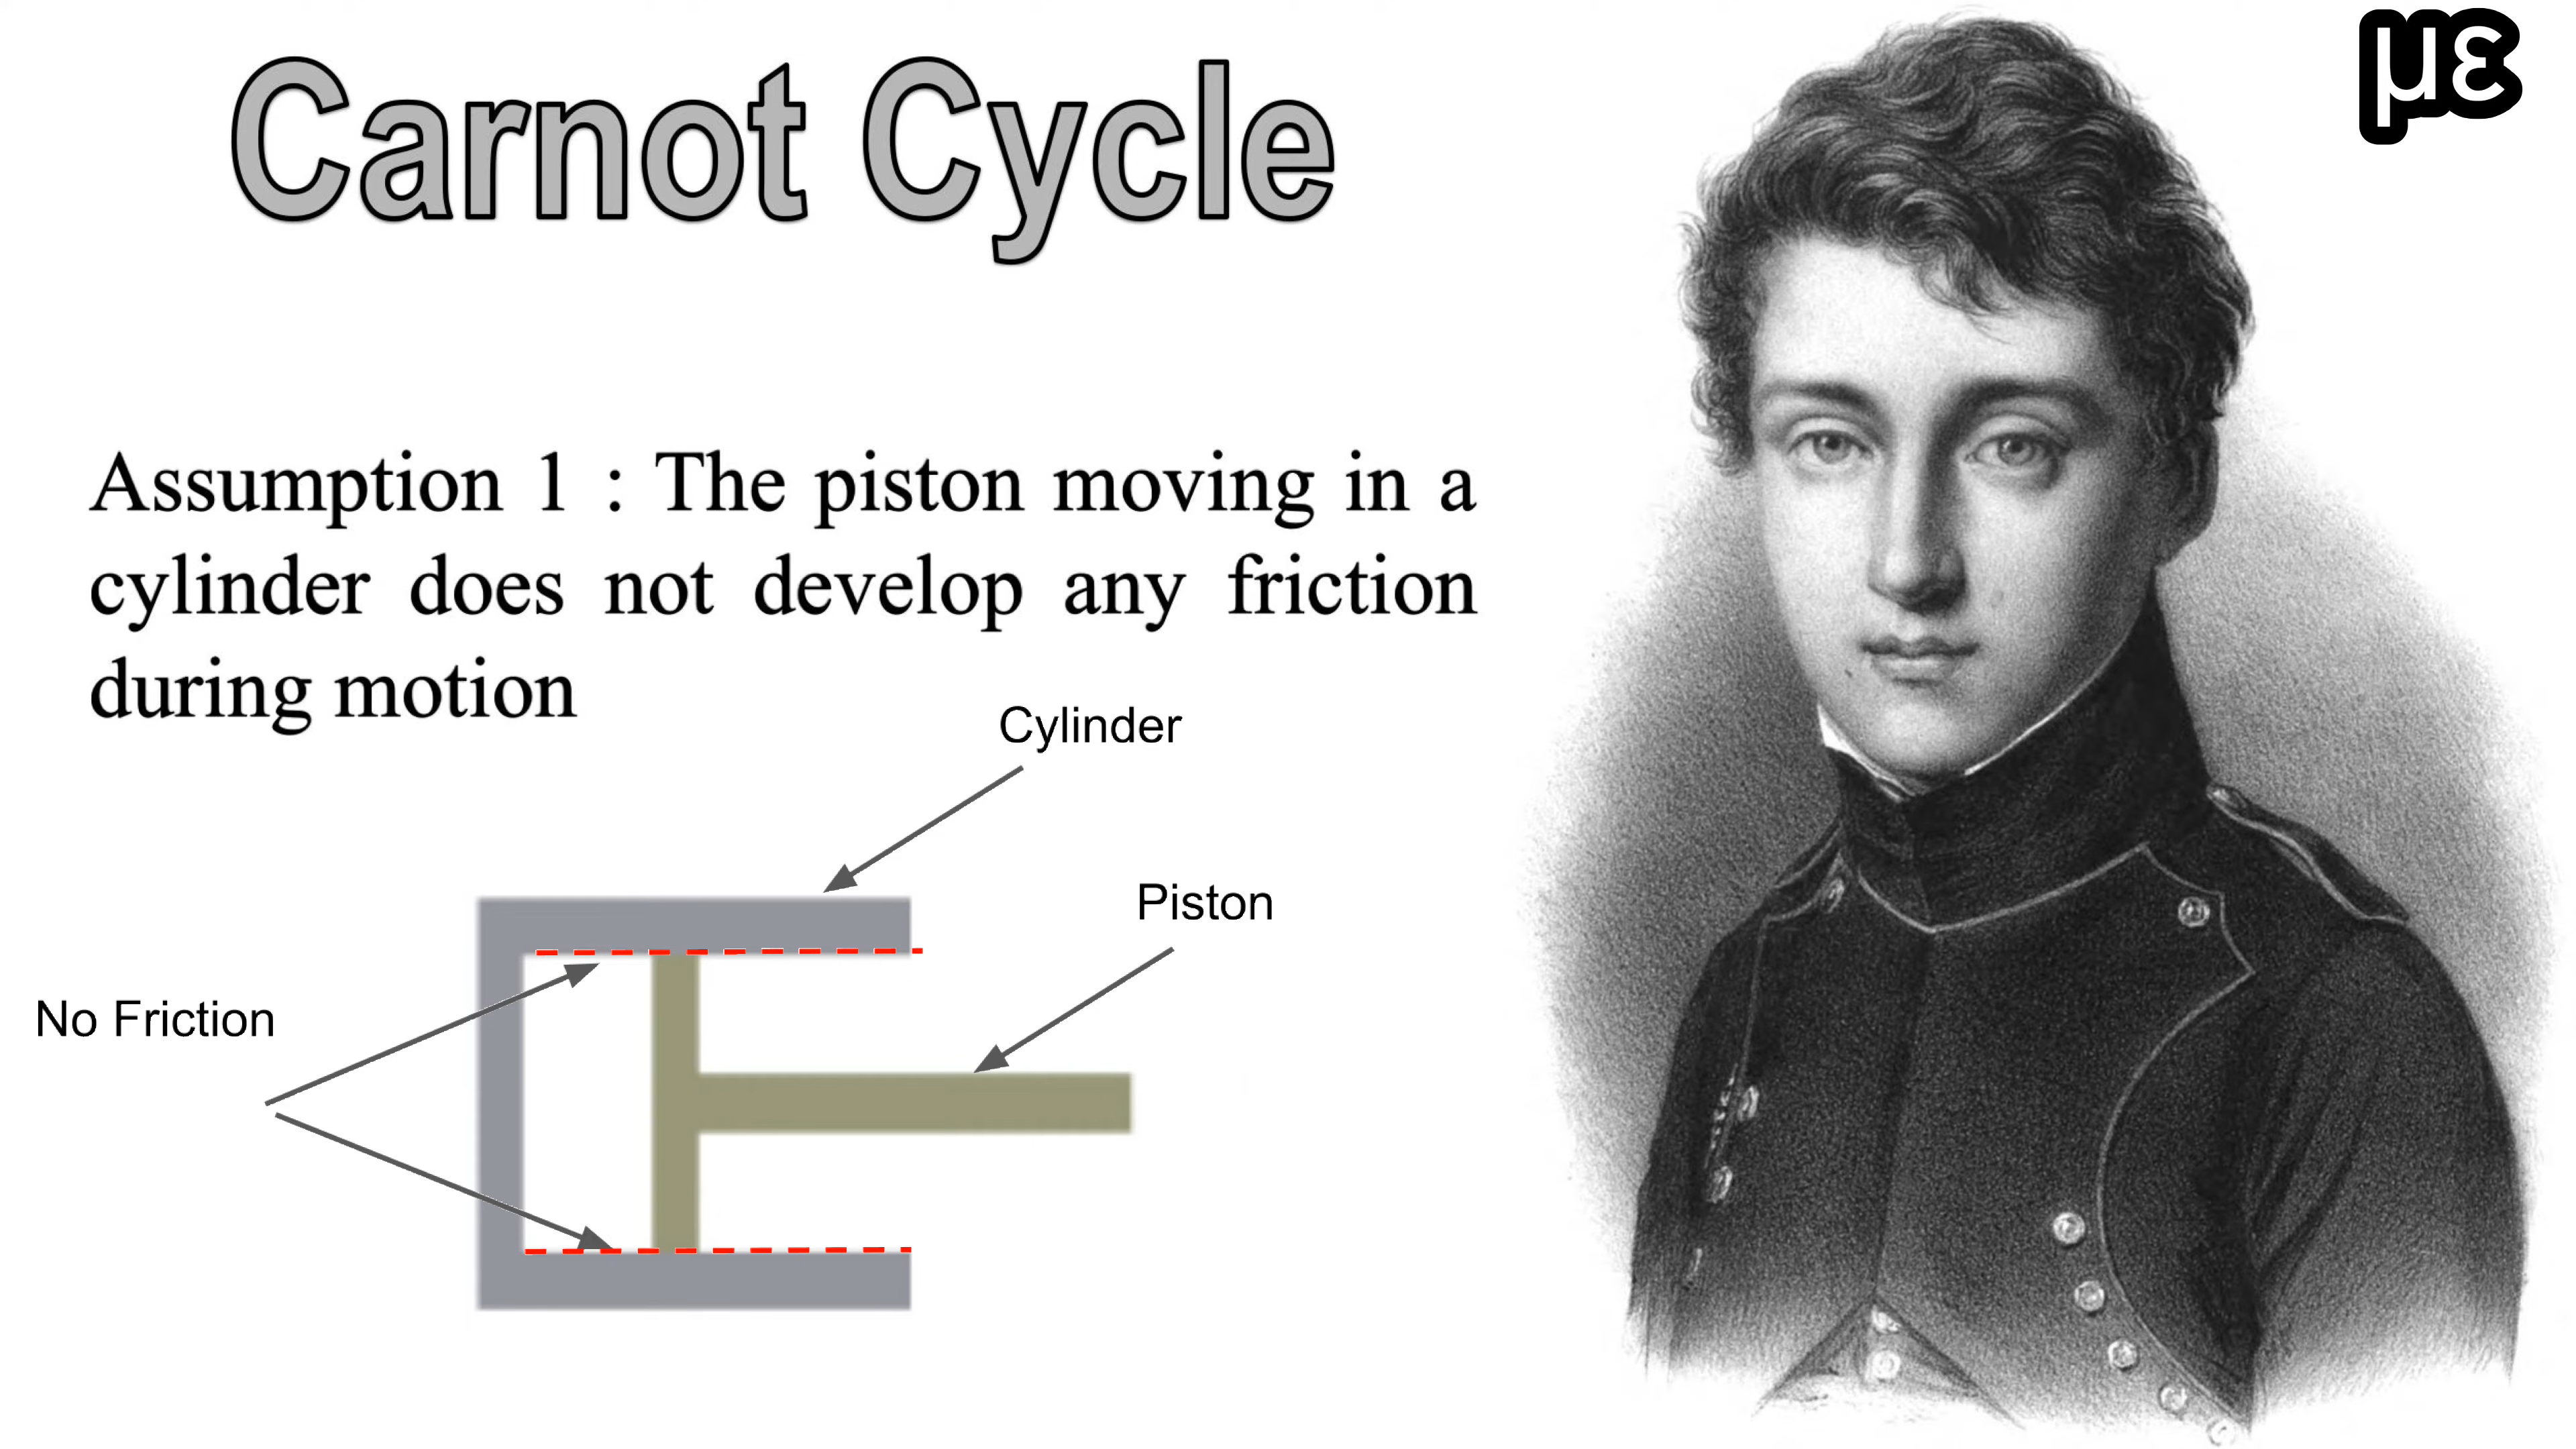 με
Carnot Cycle
Assumption 1 : The piston moving in a
cylinder does not develop any friction
during motion
Cylinder
Piston
No Friction